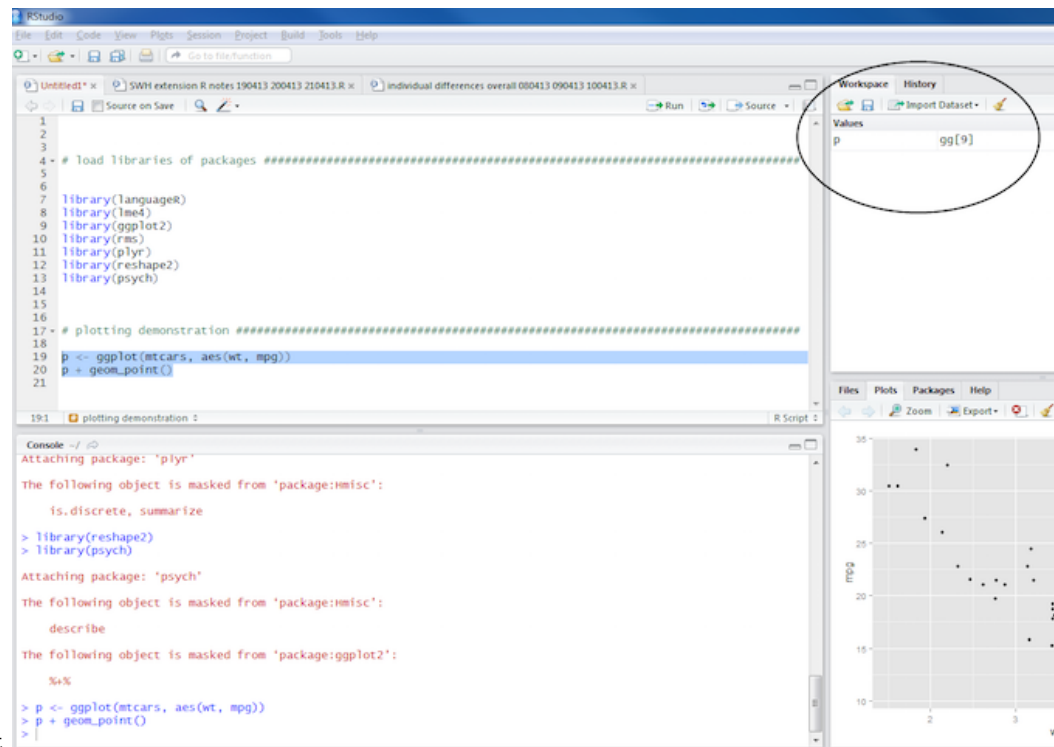 RStudio
File Edit Code View Plots Session Project Build Tools Help
Go to file/function
Untitled1* × SWH extension R notes 190413 200413 210413.R × individual differences overall 080413 090413 100413.R ×
Source on Save Run Source
1
2
3
4 # load libraries of packages ##############################################################################
5
6
7 library(languageR)
8 library(lme4)
9 library(ggplot2)
10 library(rms)
11 library(plyr)
12 library(reshape2)
13 library(psych)
14
15
16
17 # plotting demonstration ##################################################################################
18
19 p <- ggplot(mtcars, aes(wt, mpg))
20 p + geom_point()
21
19:1 plotting demonstration R Script
Console ~/
Attaching package: 'plyr'
The following object is masked from 'package:Hmisc':
is.discrete, summarize
> library(reshape2)
> library(psych)
Attaching package: 'psych'
The following object is masked from 'package:Hmisc':
describe
The following object is masked from 'package:ggplot2':
%+%
> p <- ggplot(mtcars, aes(wt, mpg))
> p + geom_point()
>
Workspace History
Import Dataset
Values
p gg[9]
Files Plots Packages Help
Zoom Export
35
30
25
20
15
10
mpg
2 3